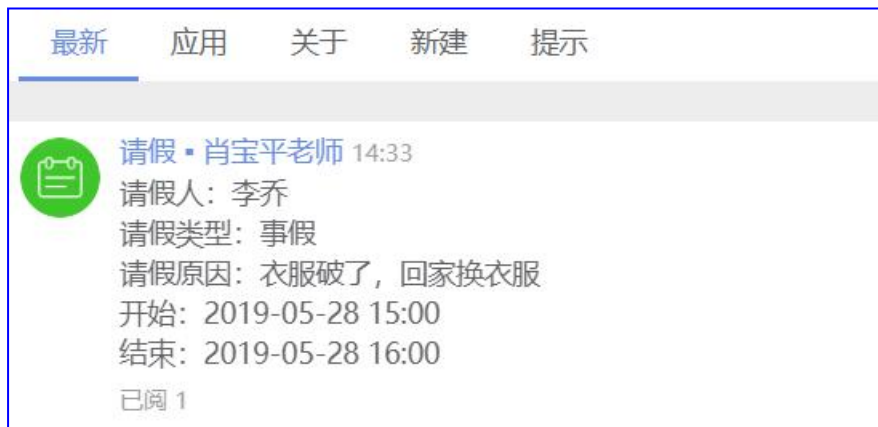 最新 应用 关于 新建 提示
请假▪肖宝平老师 14:33
请假人：李乔
请假类型：事假
请假原因：衣服破了，回家换衣服
开始：2019-05-28 15:00
结束：2019-05-28 16:00
已阅 1